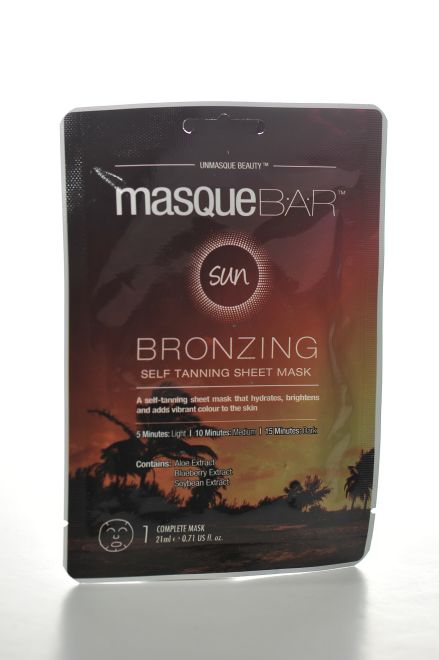 UNMASQUE BEAUTY™
masqueBAR™
sun
BRONZING
SELF TANNING SHEET MASK
A self-tanning sheet mask that hydrates, brightens
and adds vibrant colour to the skin
5 Minutes: Light | 10 Minutes: Medium | 15 Minutes: Dark
Contains: Aloe Extract
Blueberry Extract
Soybean Extract
1 COMPLETE MASK
21ml e 0.71 US fl. oz.